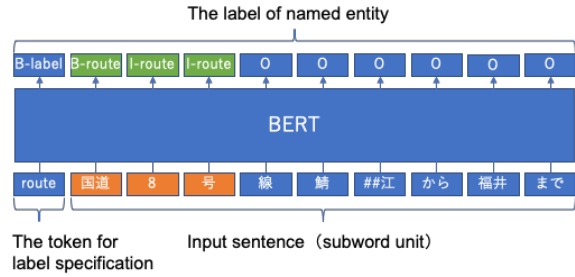 The label of named entity
B-label B-route I-route I-route O O O O O O
BERT
route 国道 8 号 線 鯖 ##江 から 福井 まで
The token for label specification
Input sentence（subword unit）